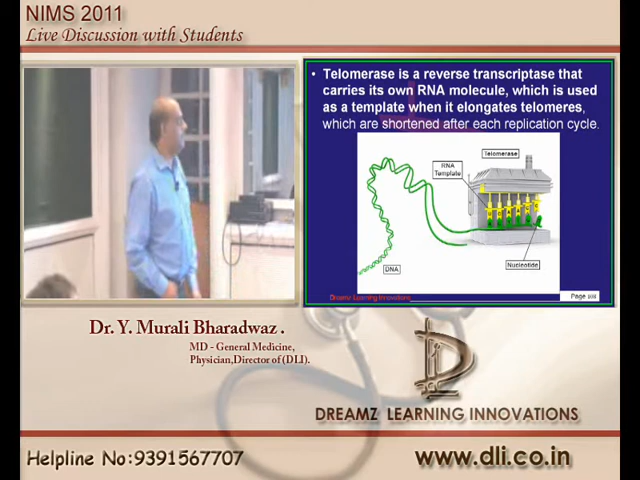 NIMS 2011
Live Discussion with Students
• Telomerase is a reverse transcriptase that
carries its own RNA molecule, which is used
as a template when it elongates telomeres,
which are shortened after each replication cycle.
Telomerase
RNA
Template
DNA
Nucleotide
Dreamz Learning Innovations
Dr. Y. Murali Bharadwaz .
MD - General Medicine,
Physician,Director of (DLI).
DREAMZ LEARNING INNOVATIONS
Helpline No:9391567707
www.dli.co.in